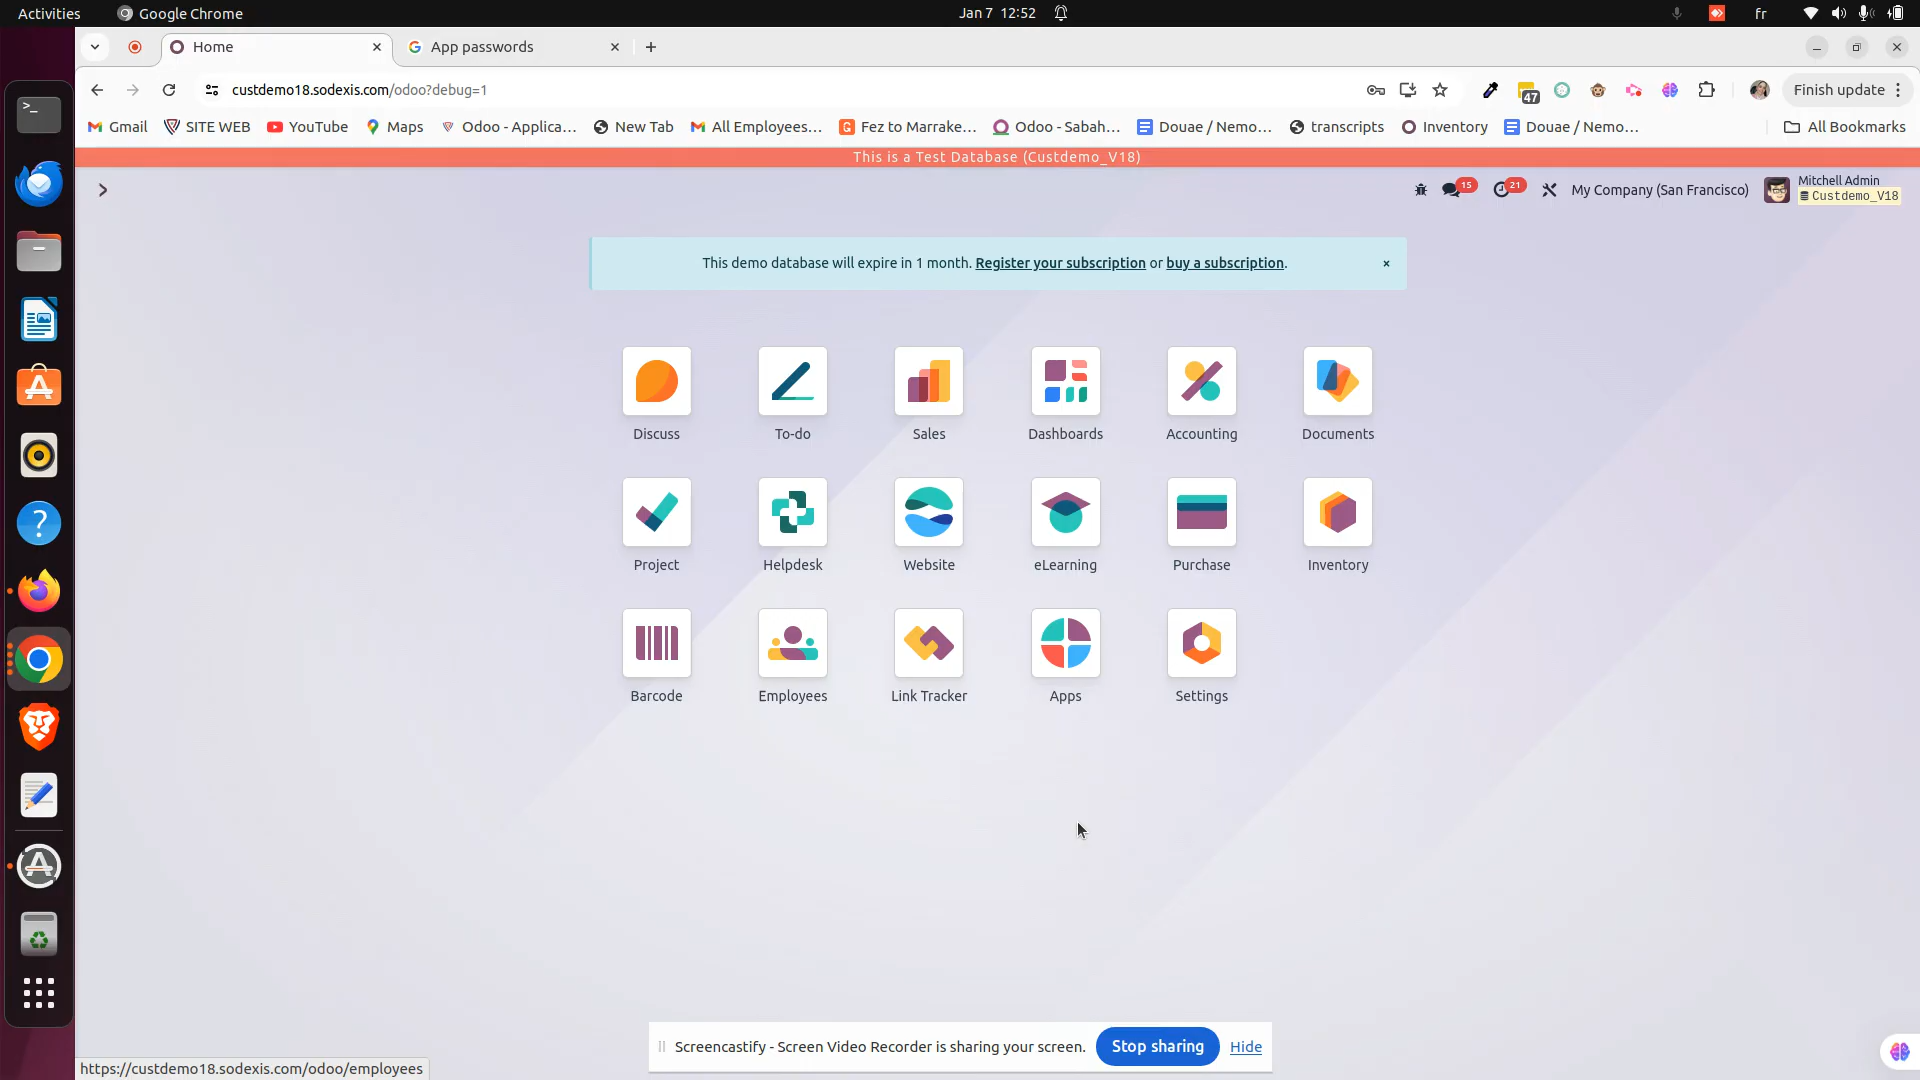 Activities
Google Chrome
Jan 7 12:52
fr
Home
App passwords
custdemo18.sodexis.com/odoo?debug=1
47
Finish update
Gmail
SITE WEB
YouTube
Maps
Odoo - Applica...
New Tab
All Employees...
Fez to Marrake...
Odoo - Sabah...
Douae / Nemo...
transcripts
Inventory
Douae / Nemo...
All Bookmarks
This is a Test Database (Custdemo_V18)
15
21
My Company (San Francisco)
Mitchell Admin
Custdemo_V18
This demo database will expire in 1 month. Register your subscription or buy a subscription.
Discuss
To-do
Sales
Dashboards
Accounting
Documents
Project
Helpdesk
Website
eLearning
Purchase
Inventory
Barcode
Employees
Link Tracker
Apps
Settings
Screencastify - Screen Video Recorder is sharing your screen.
Stop sharing
Hide
https://custdemo18.sodexis.com/odoo/employees